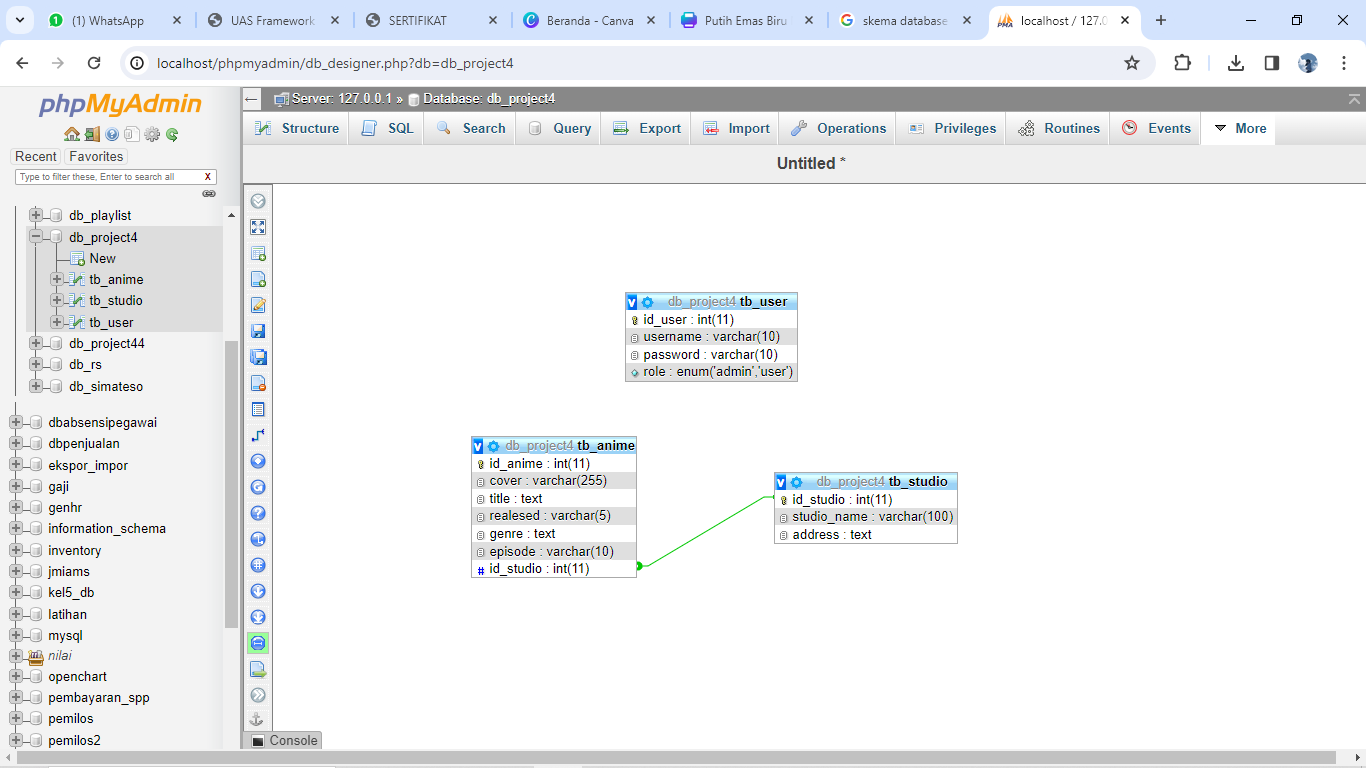 (1) WhatsApp
UAS Framework
SERTIFIKAT
Beranda - Canva
Putih Emas Biru
skema database
localhost / 127.0
localhost/phpmyadmin/db_designer.php?db=db_project4
phpMyAdmin
Recent Favorites
Type to filter these, Enter to search all X
db_playlist
db_project4
New
tb_anime
tb_studio
tb_user
db_project44
db_rs
db_simateso
dbabsensipegawai
dbpenjualan
ekspor_impor
gaji
genhr
information_schema
inventory
jmiams
kel5_db
latihan
mysql
nilai
openchart
pembayaran_spp
pemilos
pemilos2
Server: 127.0.0.1 » Database: db_project4
Structure SQL Search Query Export Import Operations Privileges Routines Events More
Untitled *
v db_project4 tb_user
id_user : int(11)
username : varchar(10)
password : varchar(10)
role : enum('admin','user')
v db_project4 tb_anime
id_anime : int(11)
cover : varchar(255)
title : text
realesed : varchar(5)
genre : text
episode : varchar(10)
# id_studio : int(11)
v db_project4 tb_studio
id_studio : int(11)
studio_name : varchar(100)
address : text
Console